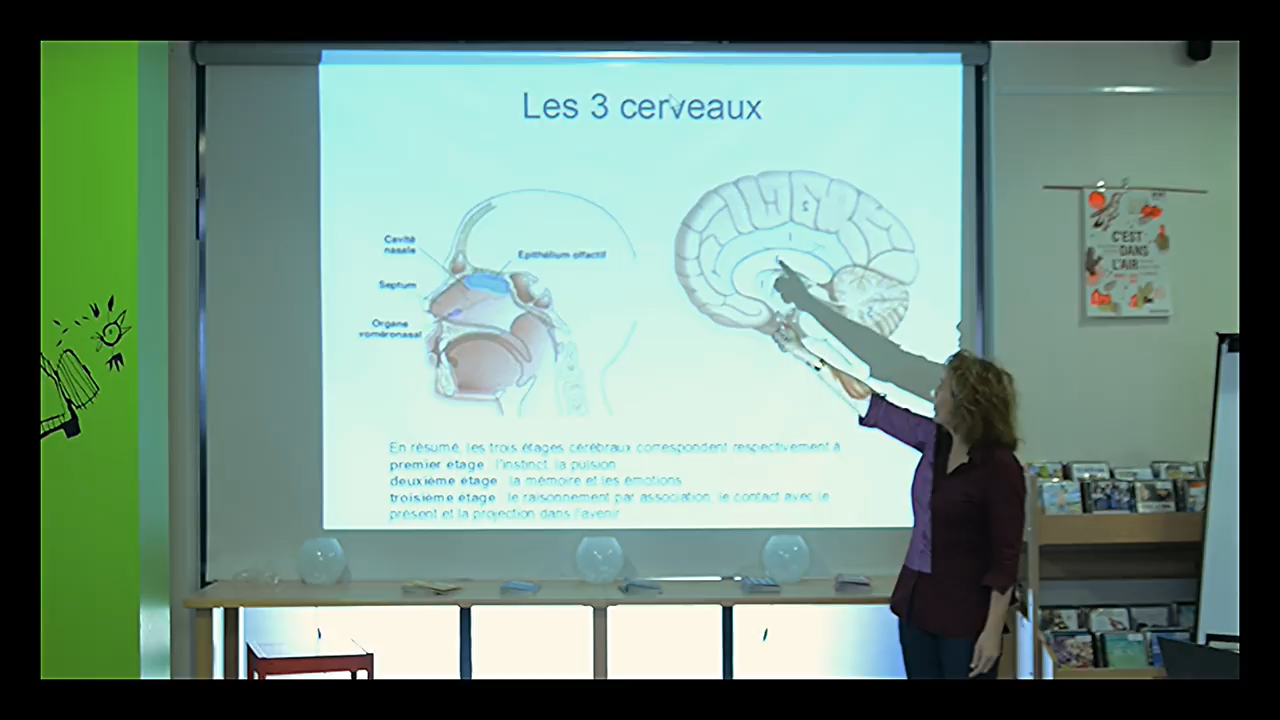 Les 3 cerveaux
Cavité
nasale
Epithélium olfactif
Septum
Organe
voméronasal
En résumé, les trois étages cérébraux correspondent respectivement à
premier étage : l'instinct, la pulsion
deuxième étage : la mémoire et les émotions
troisième étage : le raisonnement par association, le contact avec le
présent et la projection dans l'avenir
C'EST
DANS
L'AIR